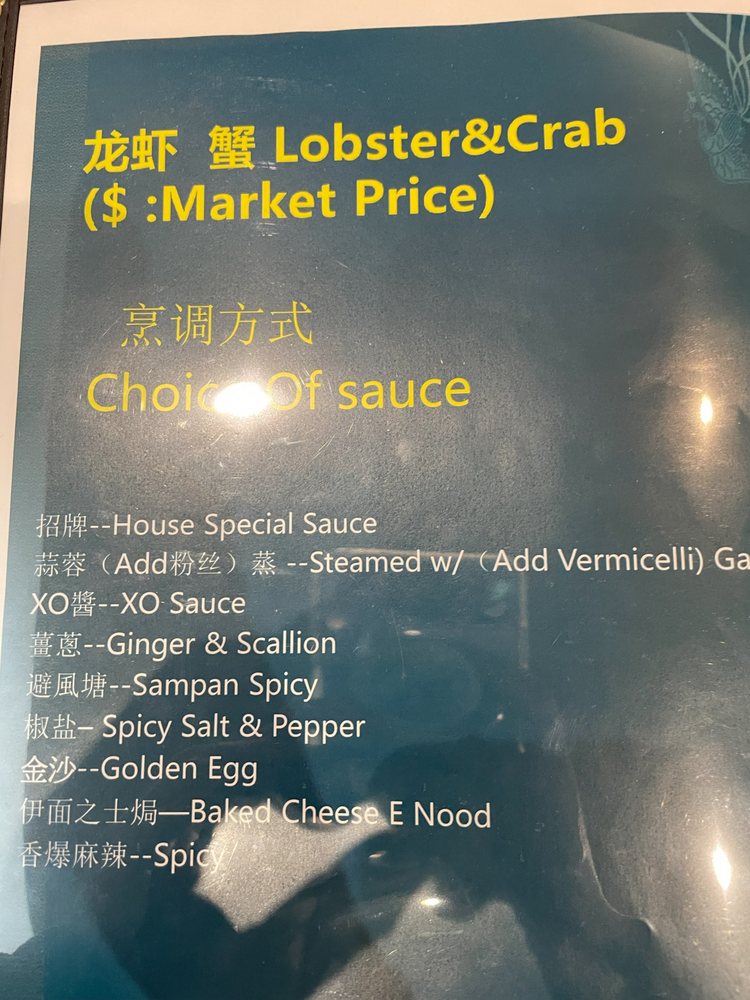 龙虾 蟹 Lobster&Crab
($ :Market Price)
烹调方式
Choice Of sauce
招牌--House Special Sauce
蒜蓉（Add粉丝）蒸 --Steamed w/（Add Vermicelli) Ga
XO醬--XO Sauce
薑蔥--Ginger & Scallion
避風塘--Sampan Spicy
椒盐– Spicy Salt & Pepper
金沙--Golden Egg
伊面之士焗—Baked Cheese E Nood
香爆麻辣--Spicy